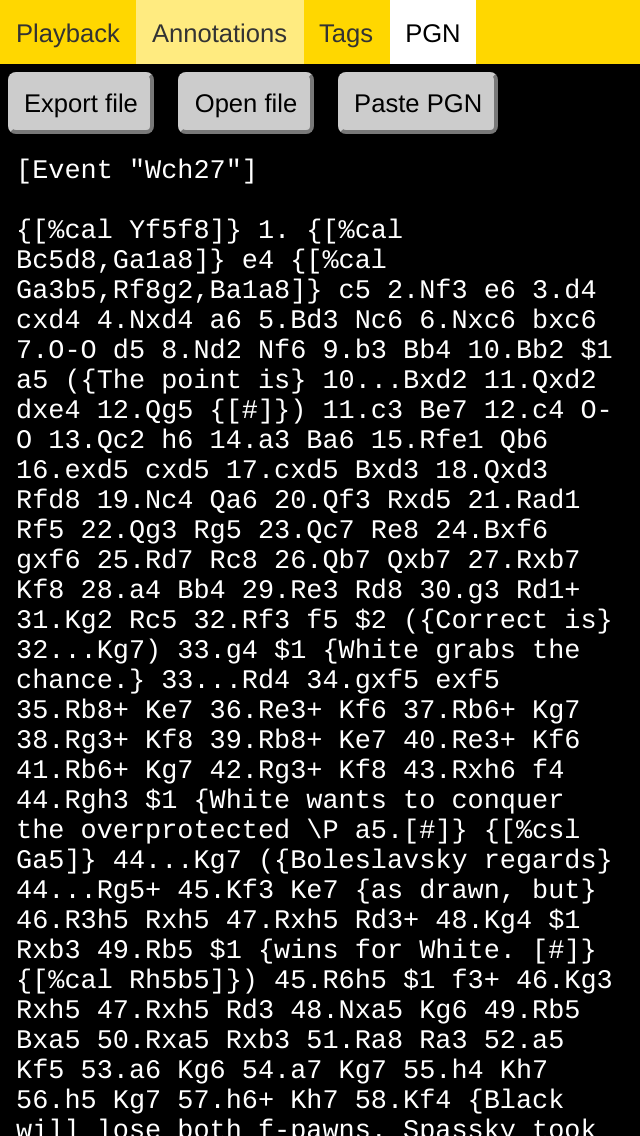 Playback Annotations Tags PGN
Export file Open file Paste PGN
[Event "Wch27"]
{[%cal Yf5f8]} 1. {[%cal
Bc5d8,Ga1a8]} e4 {[%cal
Ga3b5,Rf8g2,Ba1a8]} c5 2.Nf3 e6 3.d4
cxd4 4.Nxd4 a6 5.Bd3 Nc6 6.Nxc6 bxc6
7.O-O d5 8.Nd2 Nf6 9.b3 Bb4 10.Bb2 $1
a5 ({The point is} 10...Bxd2 11.Qxd2
dxe4 12.Qg5 {[#]}) 11.c3 Be7 12.c4 O-
O 13.Qc2 h6 14.a3 Ba6 15.Rfe1 Qb6
16.exd5 cxd5 17.cxd5 Bxd3 18.Qxd3
Rfd8 19.Nc4 Qa6 20.Qf3 Rxd5 21.Rad1
Rf5 22.Qg3 Rg5 23.Qc7 Re8 24.Bxf6
gxf6 25.Rd7 Rc8 26.Qb7 Qxb7 27.Rxb7
Kf8 28.a4 Bb4 29.Re3 Rd8 30.g3 Rd1+
31.Kg2 Rc5 32.Rf3 f5 $2 ({Correct is}
32...Kg7) 33.g4 $1 {White grabs the
chance.} 33...Rd4 34.gxf5 exf5
35.Rb8+ Ke7 36.Re3+ Kf6 37.Rb6+ Kg7
38.Rg3+ Kf8 39.Rb8+ Ke7 40.Re3+ Kf6
41.Rb6+ Kg7 42.Rg3+ Kf8 43.Rxh6 f4
44.Rgh3 $1 {White wants to conquer
the overprotected \P a5.[#]} {[%csl
Ga5]} 44...Kg7 ({Boleslavsky regards}
44...Rg5+ 45.Kf3 Ke7 {as drawn, but}
46.R3h5 Rxh5 47.Rxh5 Rd3+ 48.Kg4 $1
Rxb3 49.Rb5 $1 {wins for White. [#]}
{[%cal Rh5b5]}) 45.R6h5 $1 f3+ 46.Kg3
Rxh5 47.Rxh5 Rd3 48.Nxa5 Kg6 49.Rb5
Bxa5 50.Rxa5 Rxb3 51.Ra8 Ra3 52.a5
Kf5 53.a6 Kg6 54.a7 Kg7 55.h4 Kh7
56.h5 Kg7 57.h6+ Kh7 58.Kf4 {Black
will lose both f-pawns. Spassky took